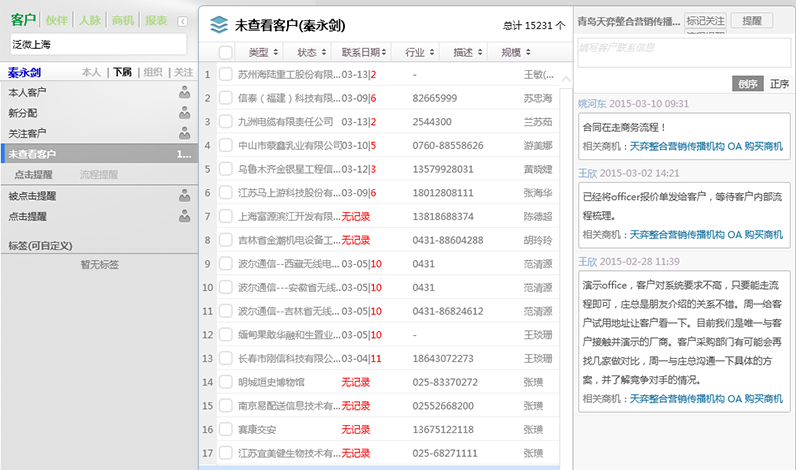 客户 伙伴 人脉 商机 报表
泛微上海
秦永剑 本人 | 下属 | 组织 | 关注
本人客户
新分配
关注客户
未查看客户 1...
点击提醒 流程提醒
被点击提醒
点击提醒
标签(可自定义)
暂无标签
未查看客户(秦永剑) 总计 15231 个
类型 状态 联系日期 行业 描述 规模
1 苏州海陆重工股份有限... 03-13|2 - 王敏(...
2 信泰（福建）科技有限... 03-09|6 82665999 苏忠海
3 九洲电缆有限责任公司 03-13|2 2544300 兰苏茹
4 中山市蒙鑫乳业有限公司 03-10|5 0760-88558626 游美娜
5 乌鲁木齐金银星工程信... 03-12|3 13579928031 黄晓婕
6 江苏马上游科技股份有... 03-09|6 18012808111 张海华
7 上海富源滨江开发有限... 无记录 13818688374 陈德超
8 吉林省金潮机电设备工... 无记录 0431-88604288 胡玲玲
9 波尔通信--西藏无线电... 03-05|10 0431 范清源
10 波尔通信---安徽省无线... 03-05|10 0431 范清源
11 波尔通信--吉林省无线... 03-05|10 0431-86824612 范清源
12 缅甸果敢华融和生置业... 03-05|10 - 王琰珊
13 长春市刚信科技有限公... 03-04|11 18643073273 王琰珊
14 明城垣史博物馆 无记录 025-83370272 张璜
15 南京易配送信息技术有... 无记录 02552668200 张璜
16 赛康交安 无记录 13675122118 张璜
17 江苏宜美健生物技术有... 无记录 025-68271111 张璜
青岛天弈整合营销传播... 标记关注 提醒
填写客户联系信息
倒序 正序
姚河东 2015-03-10 09:31
合同在走商务流程！
相关商机：天弈整合营销传播机构 OA 购买商机
王欣 2015-03-02 14:21
已经将officer报价单发给客户，等待客户内部流
程梳理。
相关商机：天弈整合营销传播机构 OA 购买商机
王欣 2015-02-28 11:39
演示office，客户对系统要求不高，只要能走流
程即可，庄总是朋友介绍的关系不错。周一给客
户试用地址让客户看一下。目前我们是唯一与客
户接触并演示的厂商。客户采购部门有可能会再
找几家做对比，周一与庄总沟通一下具体的方
案，并了解竞争对手的情况。
相关商机：天弈整合营销传播机构 OA 购买商机